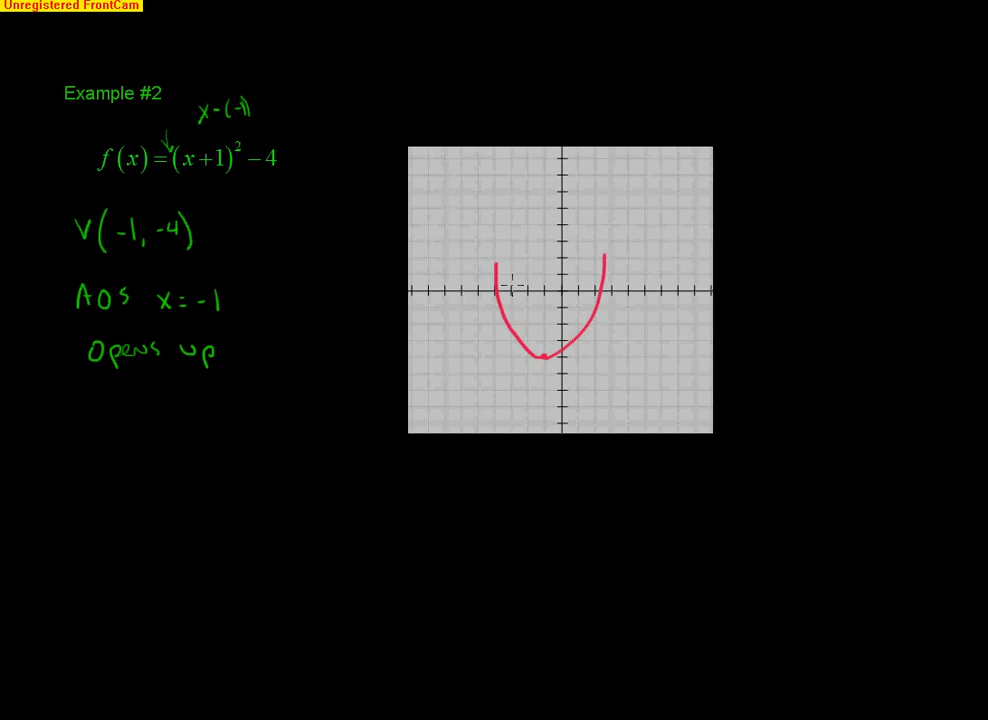 Unregistered FrontCam
Example #2
x-(-1)
f(x)=(x+1)²-4
V(-1,-4)
AOS x=-1
opens up